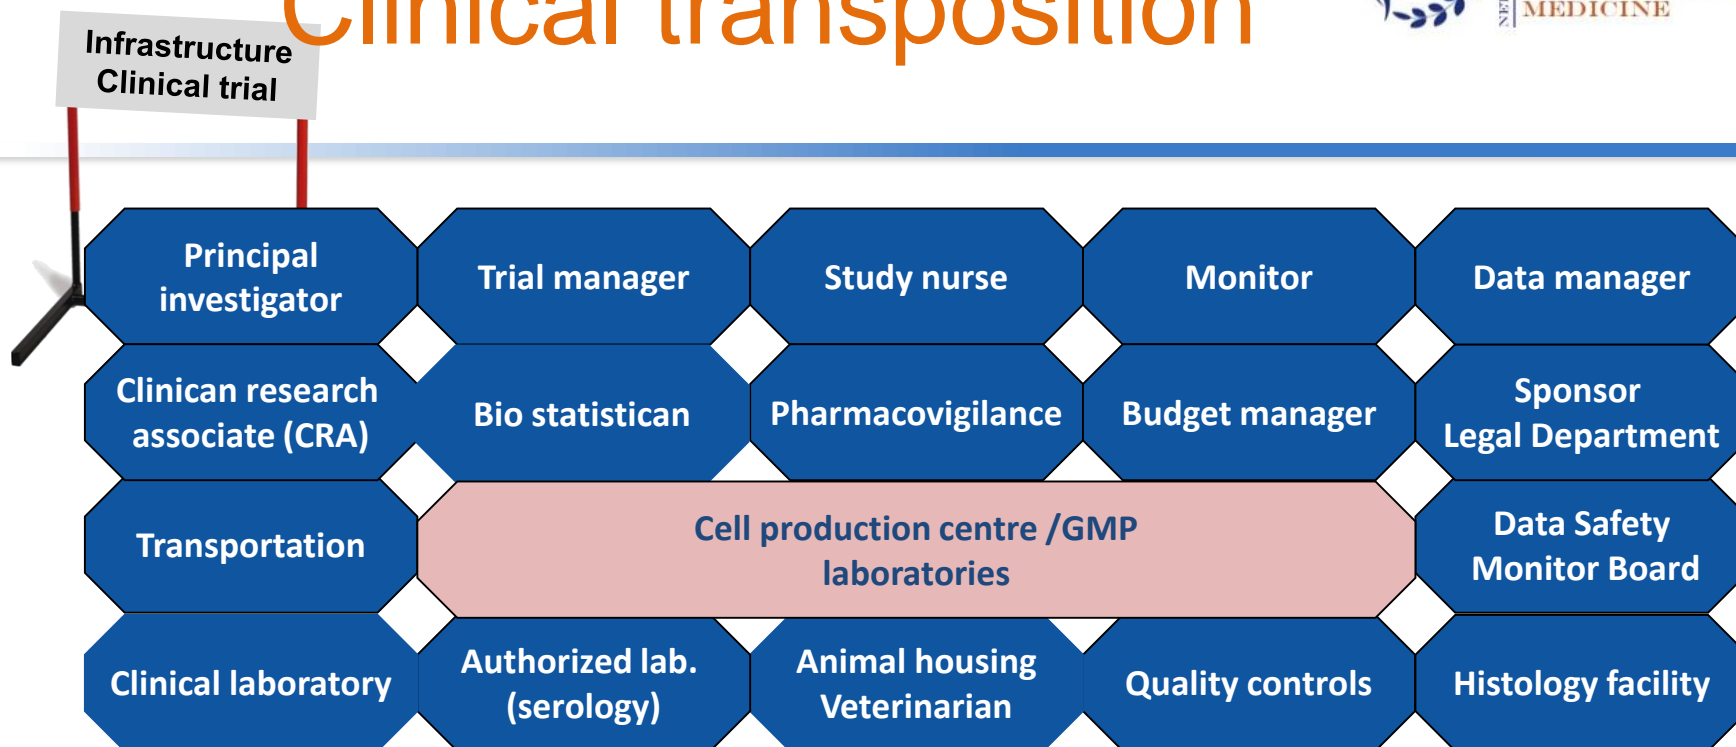 Clinical transposition
NET
MEDICINE
Infrastructure
Clinical trial
Principal
investigator
Trial manager
Study nurse
Monitor
Data manager
Clinican research
associate (CRA)
Bio statistican
Pharmacovigilance
Budget manager
Sponsor
Legal Department
Transportation
Cell production centre /GMP
laboratories
Data Safety
Monitor Board
Clinical laboratory
Authorized lab.
(serology)
Animal housing
Veterinarian
Quality controls
Histology facility